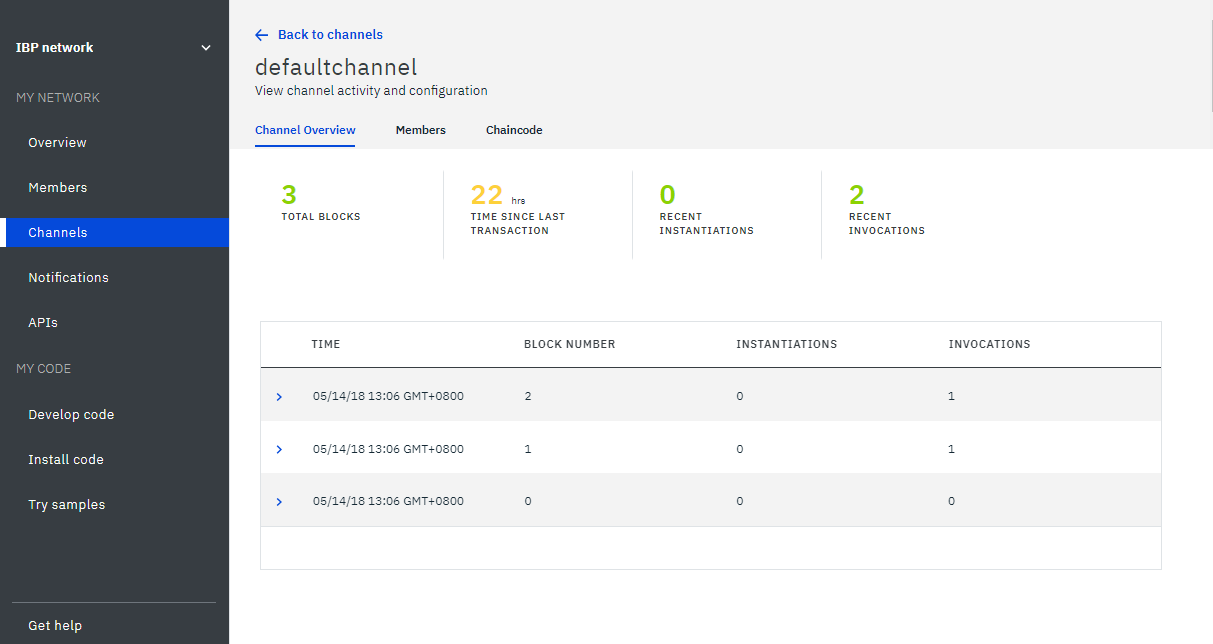 IBP network
MY NETWORK
Overview
Members
Channels
Notifications
APIs
MY CODE
Develop code
Install code
Try samples
Get help
Back to channels
defaultchannel
View channel activity and configuration
Channel Overview Members Chaincode
3
TOTAL BLOCKS
22 hrs
TIME SINCE LAST
TRANSACTION
0
RECENT
INSTANTIATIONS
2
RECENT
INVOCATIONS
TIME BLOCK NUMBER INSTANTIATIONS INVOCATIONS
05/14/18 13:06 GMT+0800 2 0 1
05/14/18 13:06 GMT+0800 1 0 1
05/14/18 13:06 GMT+0800 0 0 0